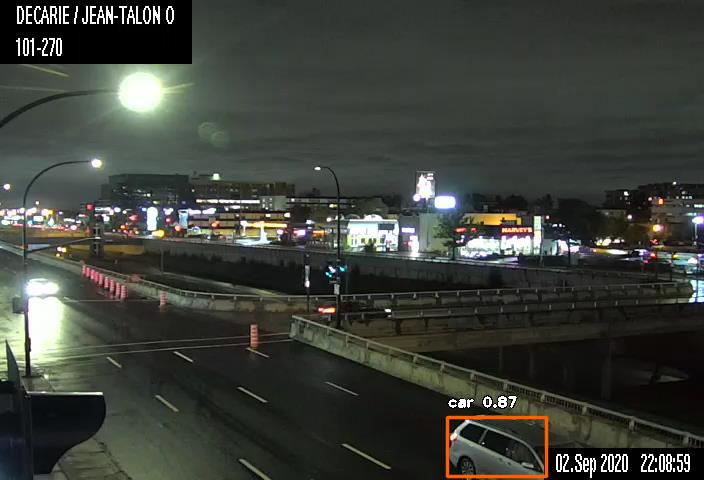 DECARIE / JEAN-TALON O
101-270
HARVEY'S
car 0.87
02.Sep 2020 22:08:59